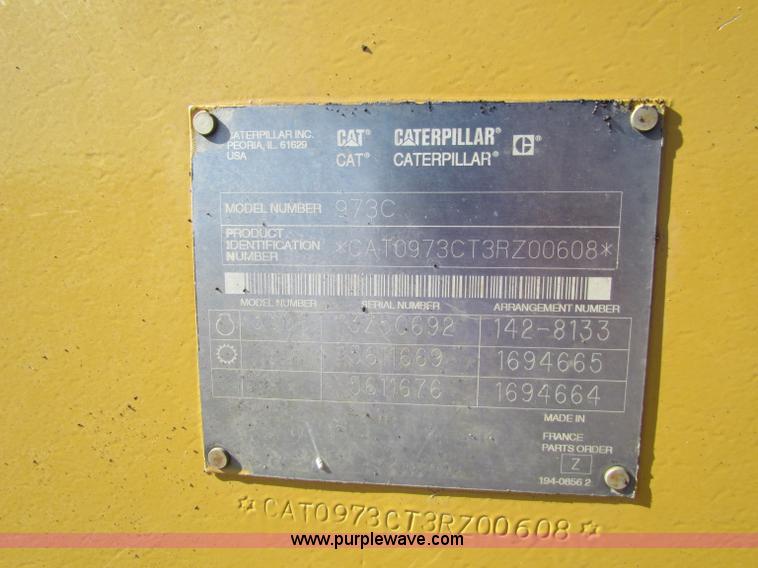 CATERPILLAR INC.
PEORIA, IL. 61629
USA
CAT® CATERPILLAR® C®
CAT® CATERPILLAR®
MODEL NUMBER 973C
PRODUCT
IDENTIFICATION
NUMBER *CAT0973CT3RZ00608*
MODEL NUMBER SERIAL NUMBER ARRANGEMENT NUMBER
142-8133
1694665
1694664
MADE IN
FRANCE
PARTS ORDER
Z
194-0856 2
*CAT0973CT3RZ00608*
www.purplewave.com